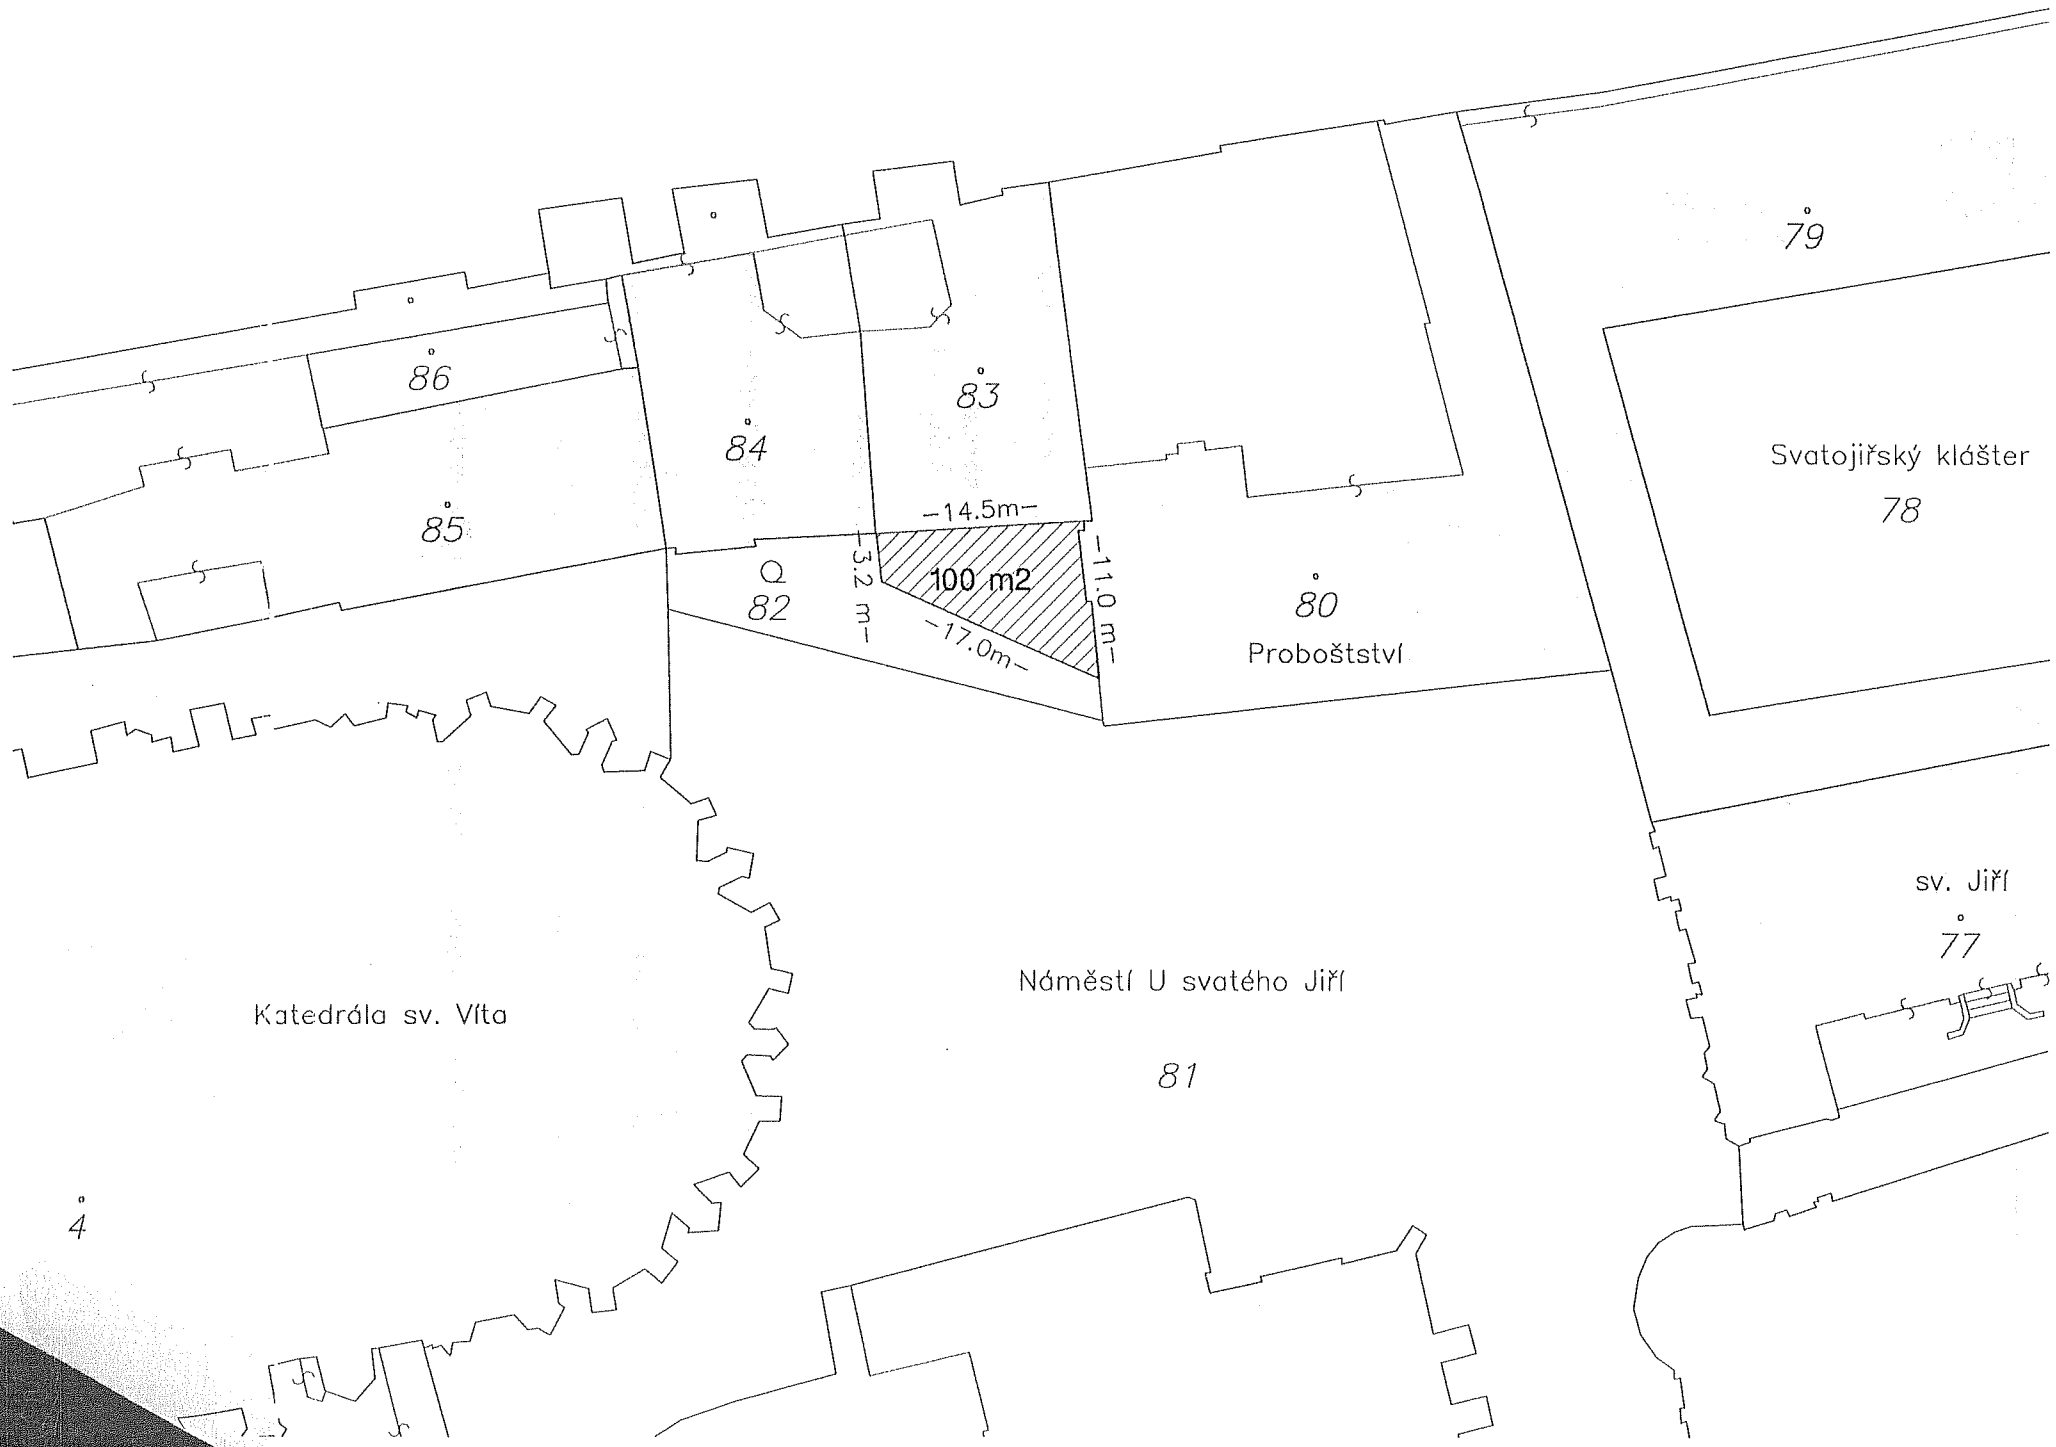 79
86
83
84
Svatojiřský klášter
78
-14.5m-
85
-3.2 m-
100 m2
-11.0 m-
82
80
-17.0m-
Proboštství
sv. Jiří
77
Náměstí U svatého Jiří
Katedrála sv. Víta
81
4